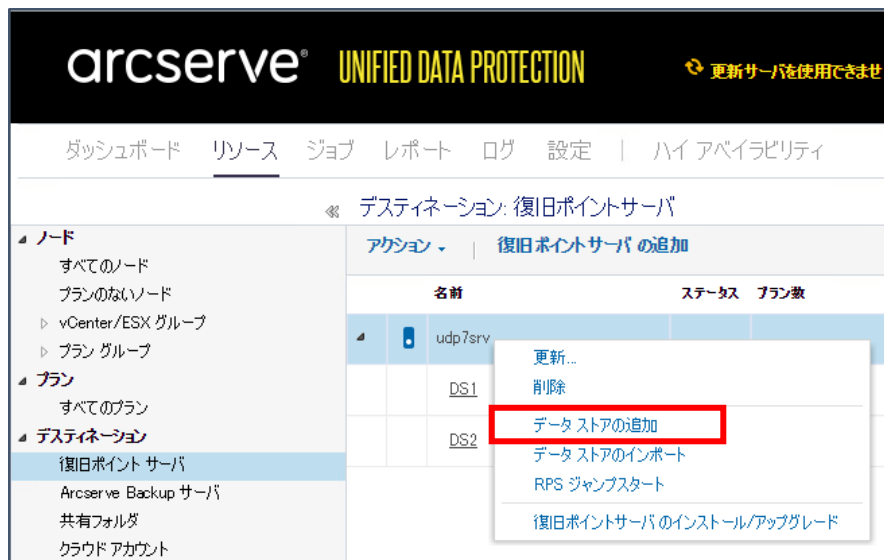 arcserve® UNIFIED DATA PROTECTION
更新サーバを使用できませ
ダッシュボード リソース ジョブ レポート ログ 設定 | ハイ アベイラビリティ
デスティネーション: 復旧ポイントサーバ
ノード
すべてのノード
プランのないノード
vCenter/ESX グループ
プラン グループ
プラン
すべてのプラン
デスティネーション
復旧ポイント サーバ
Arcserve Backup サーバ
共有フォルダ
クラウド アカウント
アクション | 復旧ポイントサーバ の追加
名前 ステータス プラン数
udp7srv
DS1
DS2
更新...
削除
データ ストアの追加
データ ストアのインポート
RPS ジャンプスタート
復旧ポイントサーバ のインストール/アップグレード